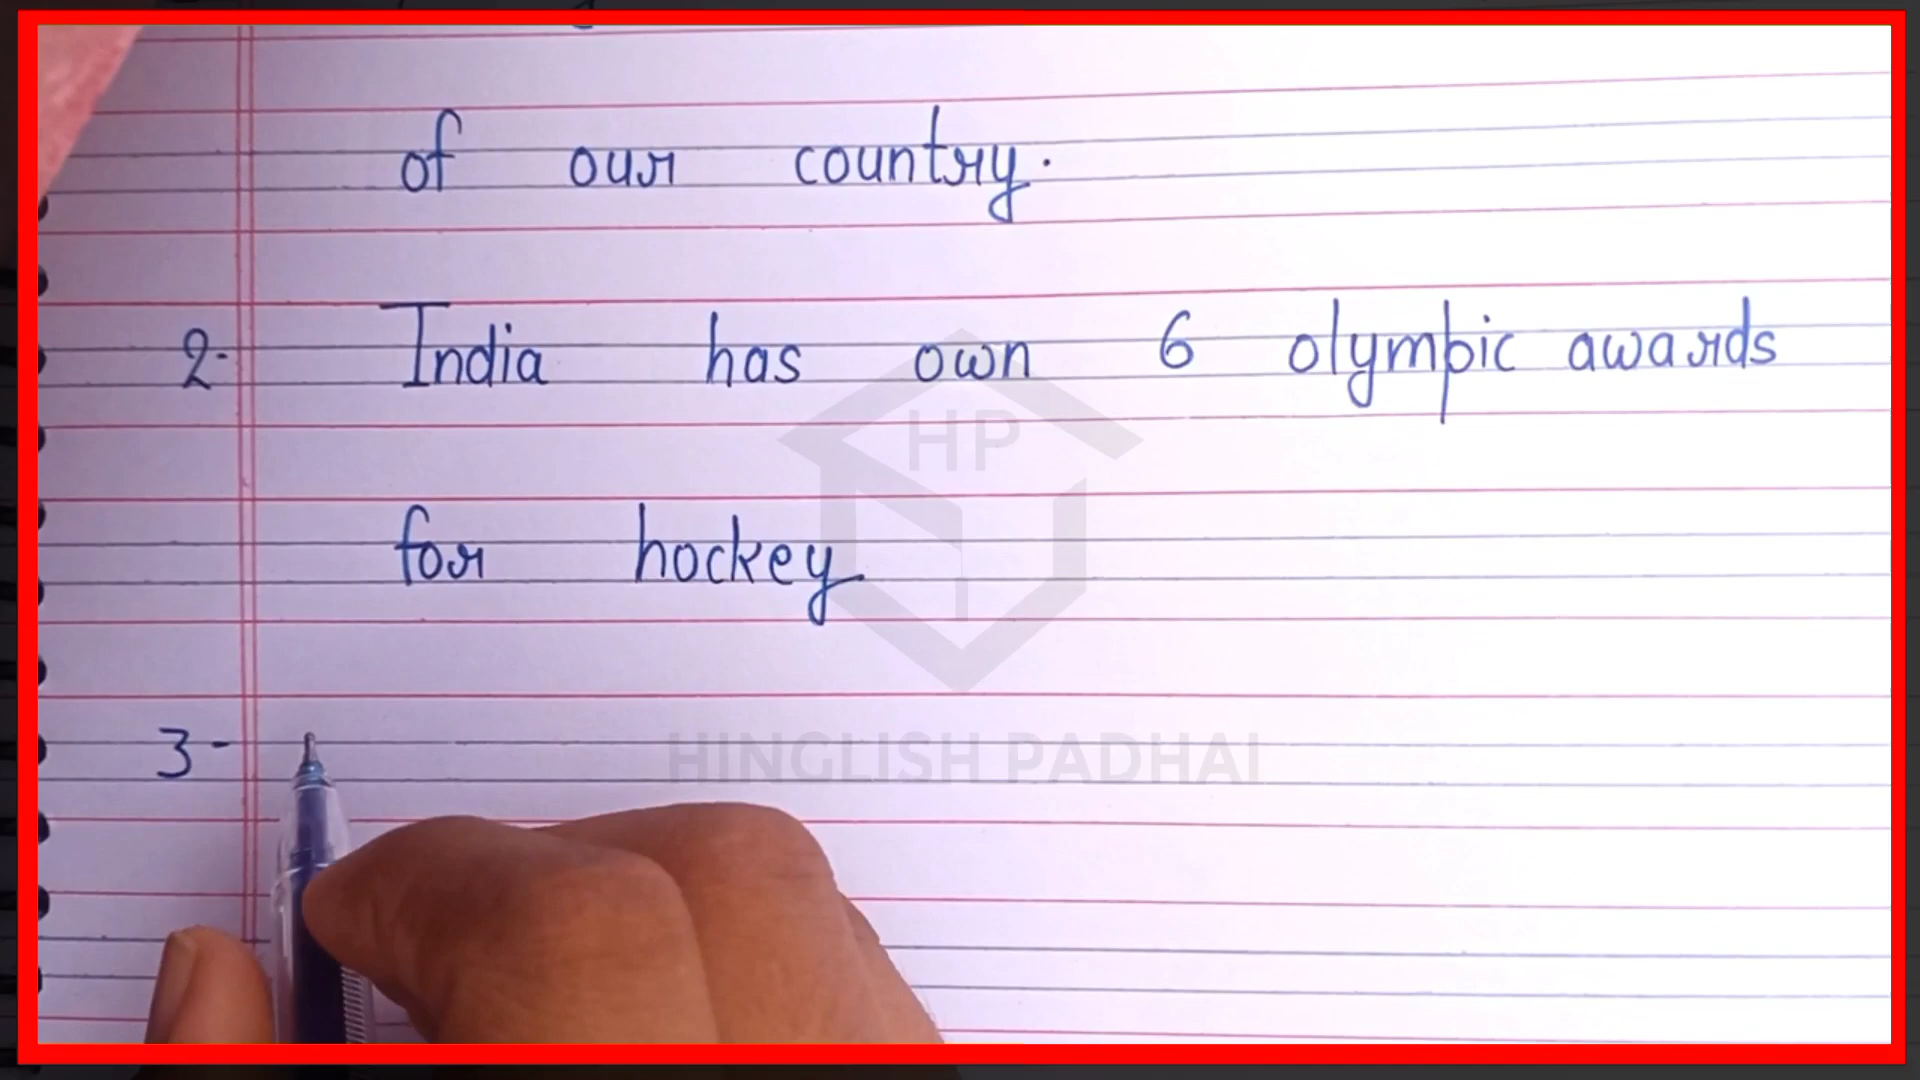 of our country.
2- India has own 6 olympic awards
for hockey
3-
HP
HINGLISH PADHAI